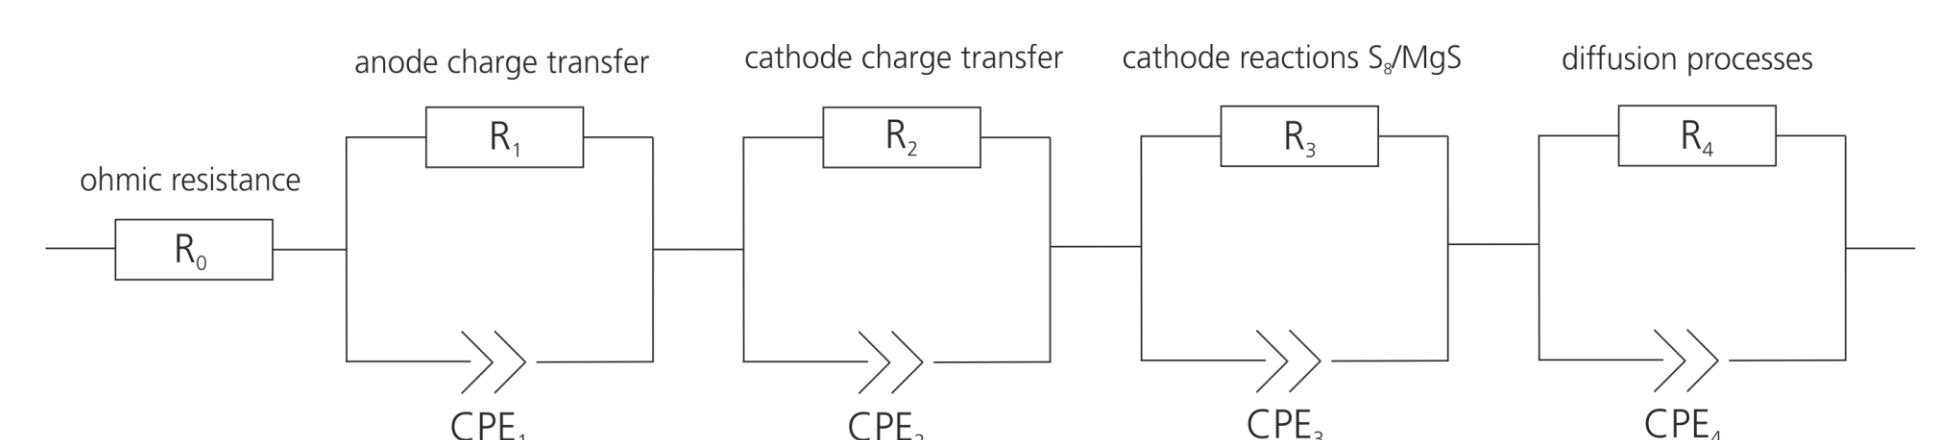 anode charge transfer
cathode charge transfer
cathode reactions S₈/MgS
diffusion processes
ohmic resistance
R₀
R₁
R₂
R₃
R₄
CPE₁
CPE₂
CPE₃
CPE₄